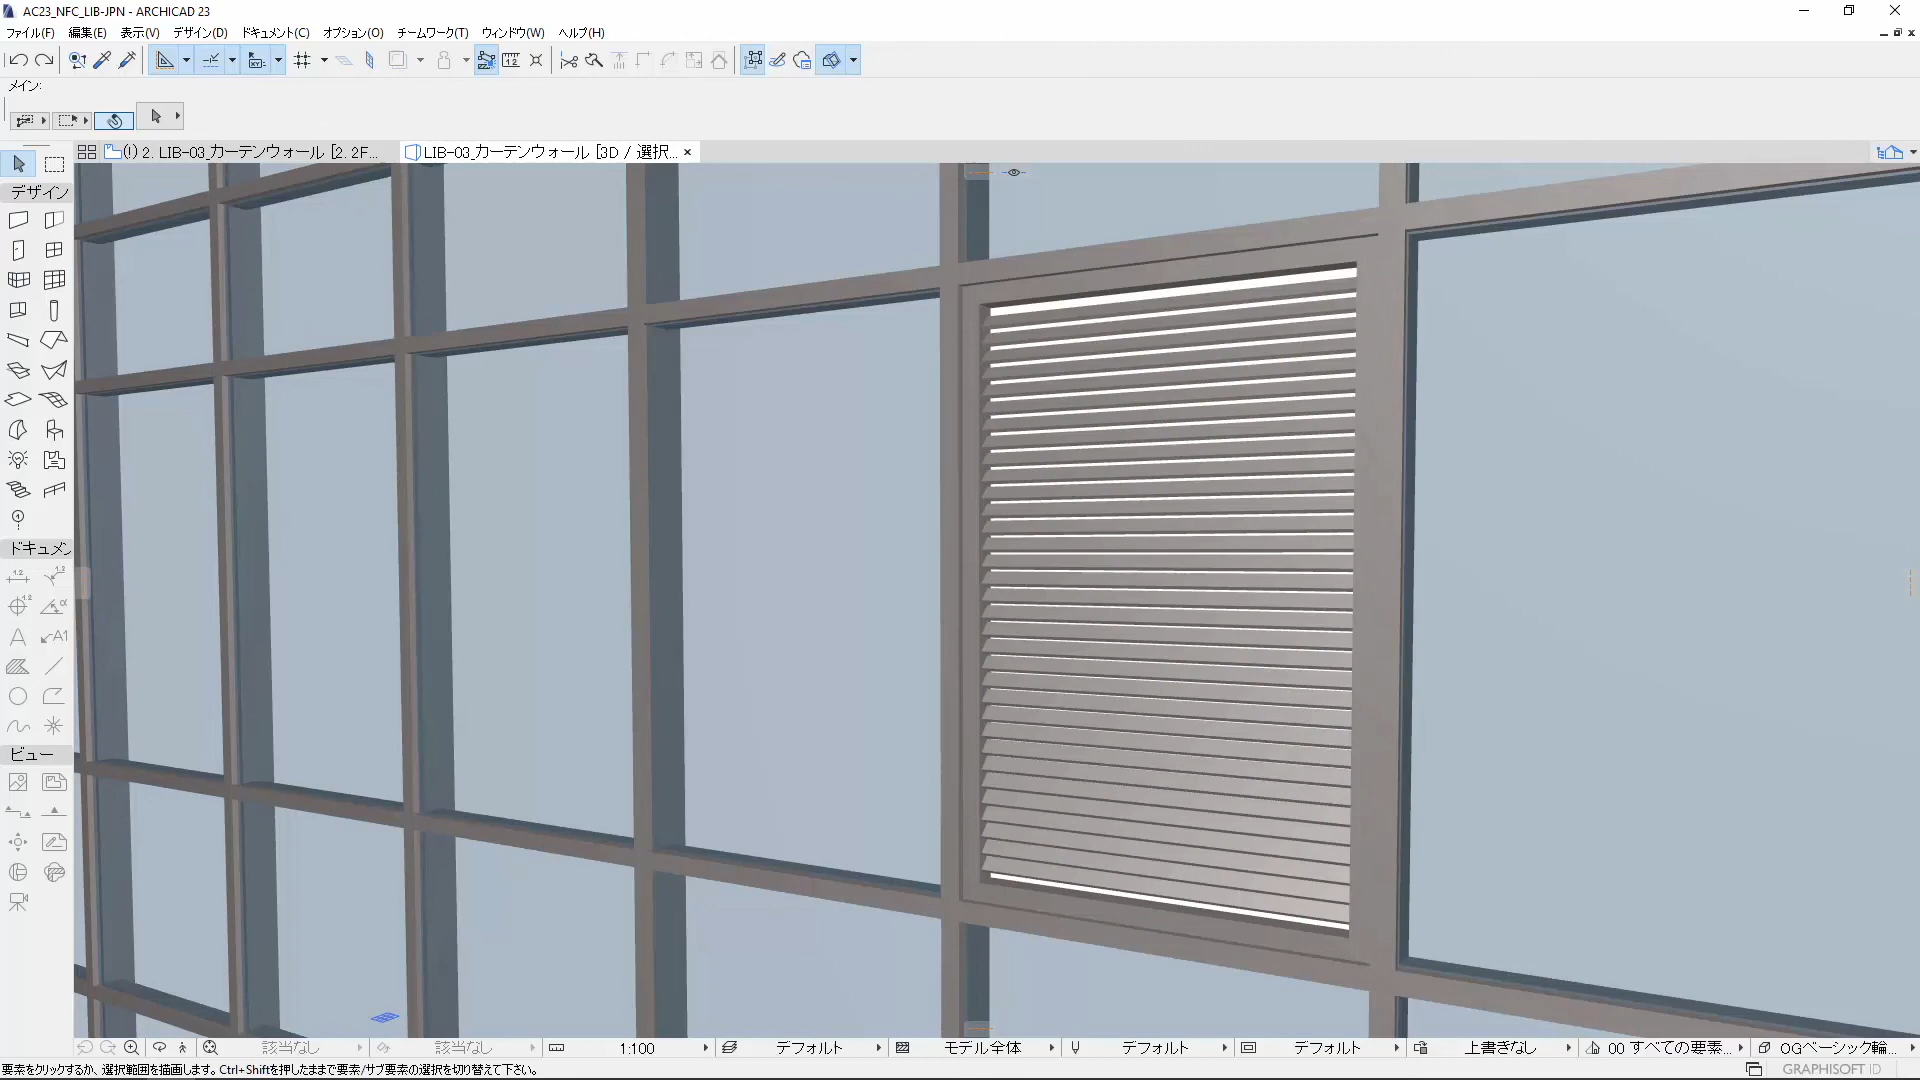 AC23_NFC_LIB-JPN - ARCHICAD 23
ファイル(F) 編集(E) 表示(V) デザイン(D) ドキュメント(C) オプション(O) チームワーク(T) ウィンドウ(W) ヘルプ(H)
メイン:
(!) 2. LIB-03_カーテンウォール [2. 2F...
LIB-03_カーテンウォール [3D / 選択...
デザイン
ドキュメン
ビュー
該当なし 該当なし 1:100 デフォルト モデル全体 デフォルト デフォルト 上書きなし 00 すべての要素... OGベーシック輪...
要素をクリックするか、選択範囲を描画します。Ctrl+Shiftを押したままで要素/サブ要素の選択を切り替えて下さい。
GRAPHISOFT ID